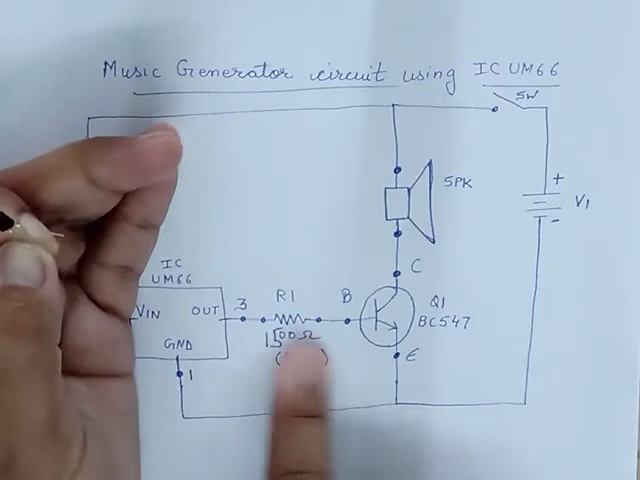 Music Generator circuit using IC UM66
SW
+
SPK
V1
-
C
IC
UM66
R1
B
Q1
VIN
OUT
3
BC547
1500Ω
GND
E
1